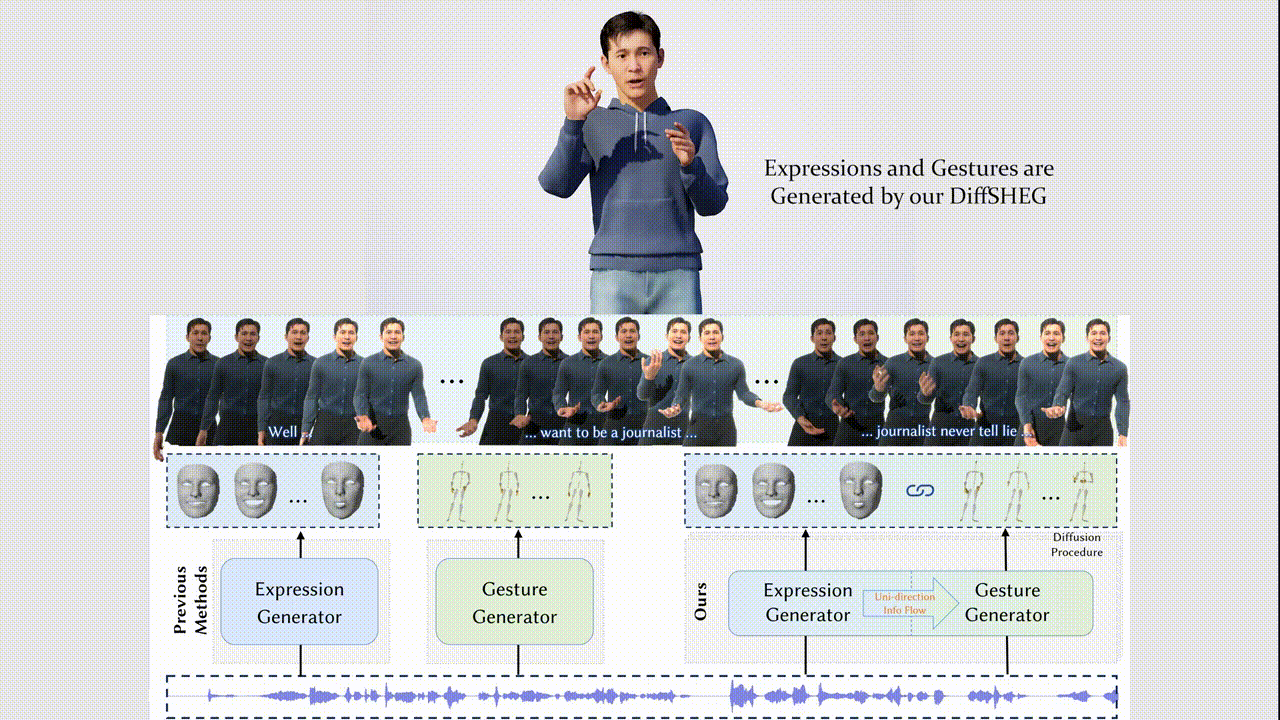 Expressions and Gestures are
Generated by our DiffSHEG
...
...
Well ...
... want to be a journalist ...
... journalist never tell lie ...
...
...
...
...
Diffusion
Procedure
Previous
Methods
Expression
Generator
Gesture
Generator
Ours
Expression
Generator
Uni-direction
Info Flow
Gesture
Generator